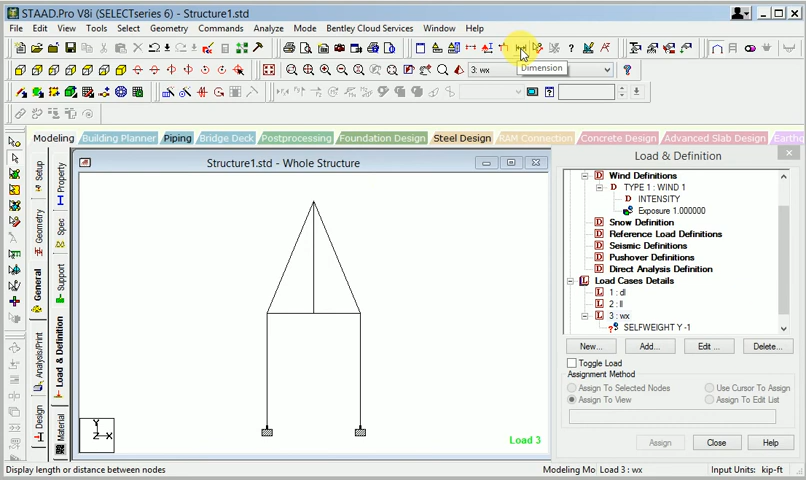 STAAD.Pro V8i (SELECTseries 6) - Structure1.std
File Edit View Tools Select Geometry Commands Analyze Mode Bentley Cloud Services Window Help
3: wx
Dimension
Modeling Building Planner Piping Bridge Deck Postprocessing Foundation Design Steel Design RAM Connection Concrete Design Advanced Slab Design Earthq
Structure1.std - Whole Structure
Load & Definition
Setup
Geometry
General
Analysis/Print
Design
Property
Spec
Support
Load & Definition
Material
Wind Definitions
TYPE 1 : WIND 1
INTENSITY
Exposure 1.000000
Snow Definition
Reference Load Definitions
Seismic Definitions
Pushover Definitions
Direct Analysis Definition
Load Cases Details
1 : dl
2 : ll
3 : wx
SELFWEIGHT Y -1
New... Add... Edit ... Delete...
Toggle Load
Assignment Method
Assign To Selected Nodes Use Cursor To Assign
Assign To View Assign To Edit List
Assign Close Help
Y
Z X
Load 3
Display length or distance between nodes Modeling Mo Load 3 : wx Input Units: kip-ft